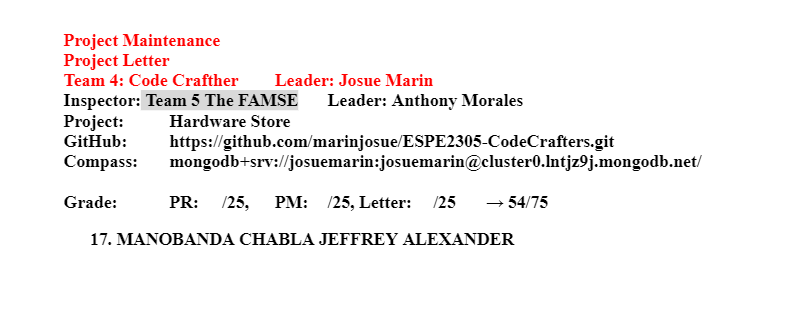 Project Maintenance
Project Letter
Team 4: Code Crafther Leader: Josue Marin
Inspector: Team 5 The FAMSE Leader: Anthony Morales
Project: Hardware Store
GitHub: https://github.com/marinjosue/ESPE2305-CodeCrafters.git
Compass: mongodb+srv://josuemarin:josuemarin@cluster0.lntjz9j.mongodb.net/
Grade: PR: /25, PM: /25, Letter: /25 → 54/75
17. MANOBANDA CHABLA JEFFREY ALEXANDER